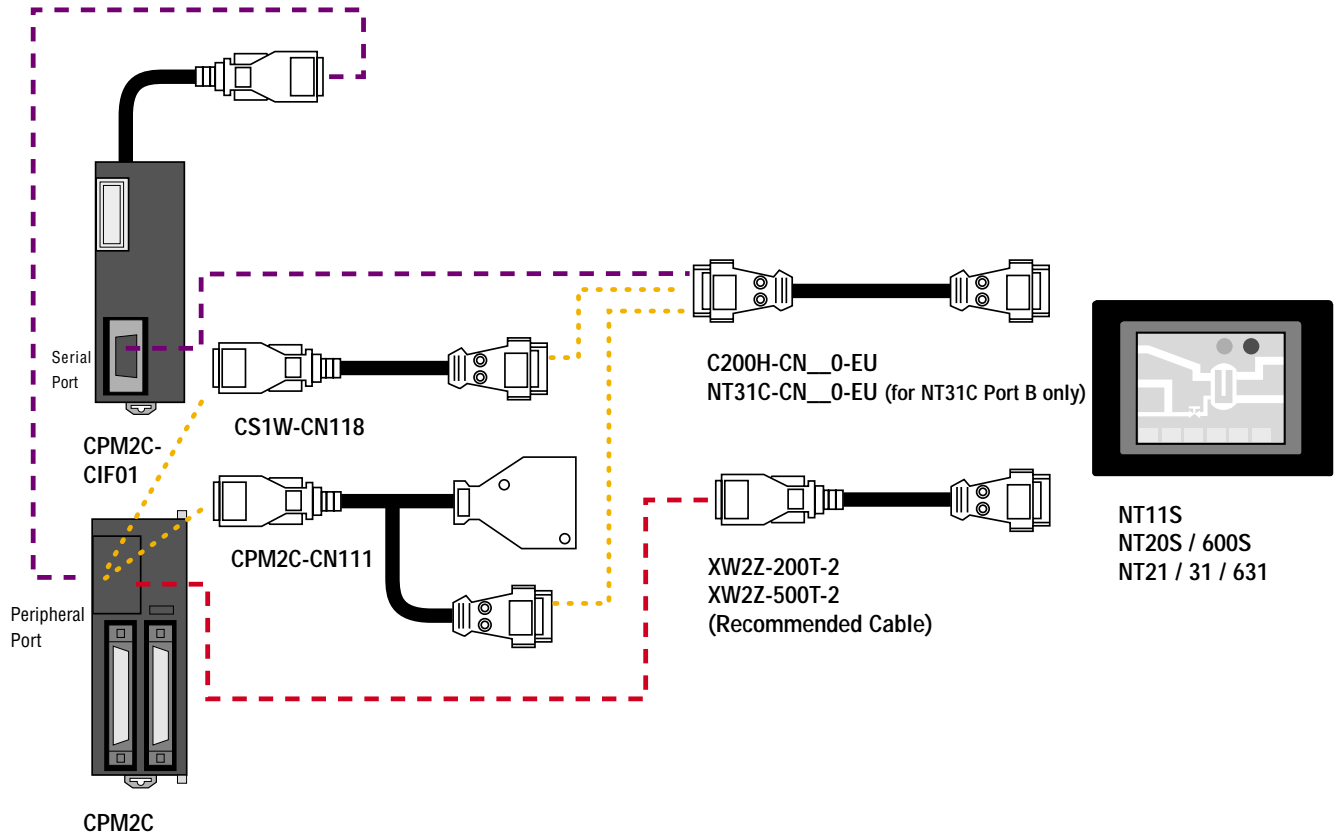 Serial
Port
CPM2C-
CIF01
CS1W-CN118
CPM2C-CN111
Peripheral
Port
CPM2C
C200H-CN__0-EU
NT31C-CN__0-EU (for NT31C Port B only)
XW2Z-200T-2
XW2Z-500T-2
(Recommended Cable)
NT11S
NT20S / 600S
NT21 / 31 / 631